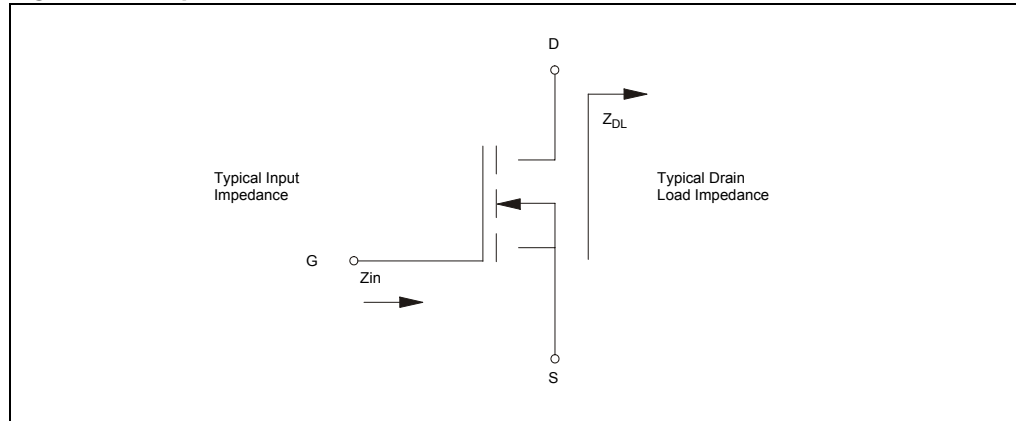 D
Z_DL
Typical Input
Impedance
Typical Drain
Load Impedance
G
Zin
S